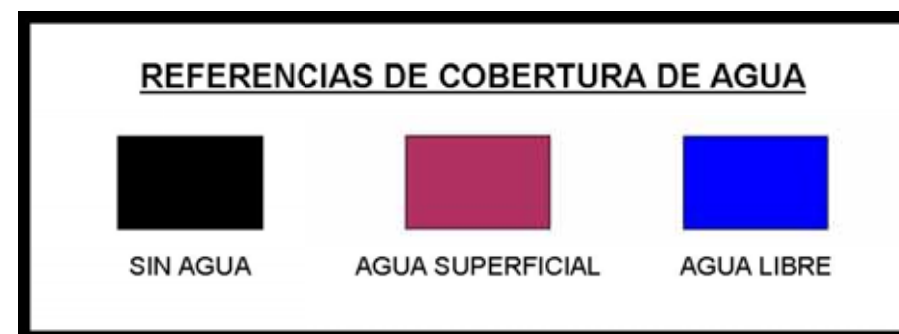 REFERENCIAS DE COBERTURA DE AGUA
SIN AGUA
AGUA SUPERFICIAL
AGUA LIBRE